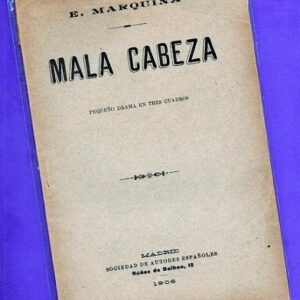 E. MARQUINA
MALA CABEZA
PEQUEÑO DRAMA EN TRES CUADROS
MADRID
SOCIEDAD DE AUTORES ESPAÑOLES
Núñez de Balboa, 12
1906